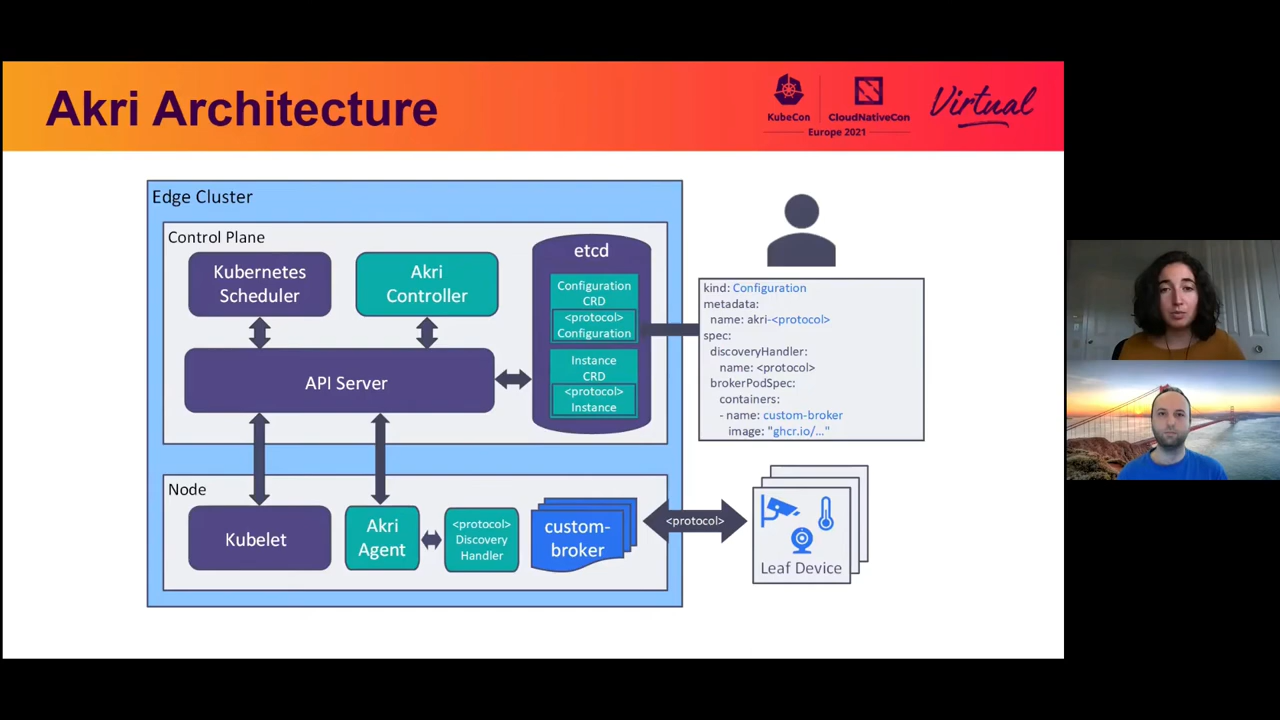 Akri Architecture
KubeCon
CloudNativeCon
Europe 2021
Virtual
Edge Cluster
Control Plane
Kubernetes
Scheduler
Akri
Controller
etcd
Configuration
CRD
<protocol>
Configuration
Instance
CRD
<protocol>
Instance
API Server
kind: Configuration
metadata:
name: akri-<protocol>
spec:
discoveryHandler:
name: <protocol>
brokerPodSpec:
containers:
- name: custom-broker
image: "ghcr.io/..."
Node
Kubelet
Akri
Agent
<protocol>
Discovery
Handler
custom-
broker
<protocol>
Leaf Device